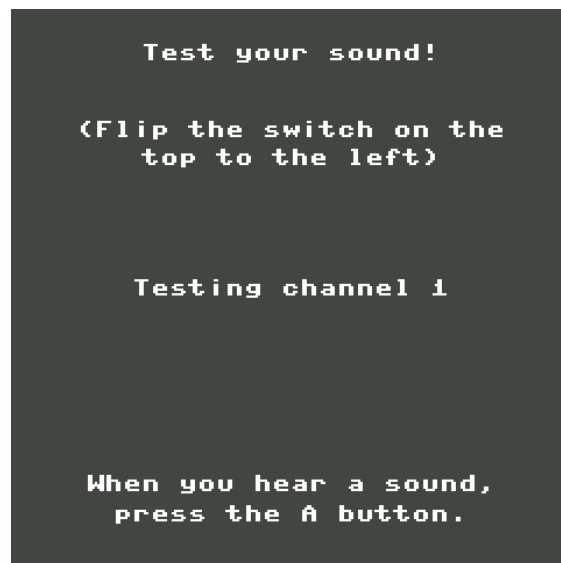 Test your sound!
(Flip the switch on the
top to the left)
Testing channel 1
When you hear a sound,
press the A button.